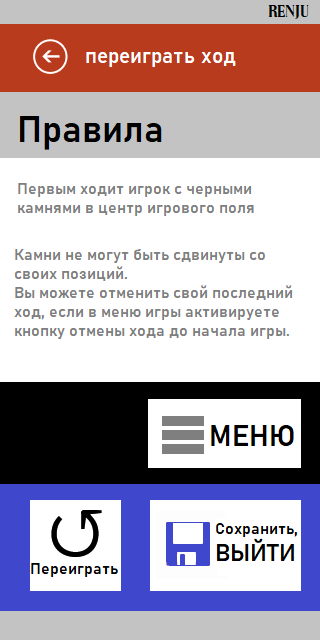 RENJU
переиграть ход
Правила
Первым ходит игрок с черными
камнями в центр игрового поля
Камни не могут быть сдвинуты со
своих позиций.
Вы можете отменить свой последний
ход, если в меню игры активируете
кнопку отмены хода до начала игры.
МЕНЮ
Переиграть
Сохранить,
ВЫЙТИ